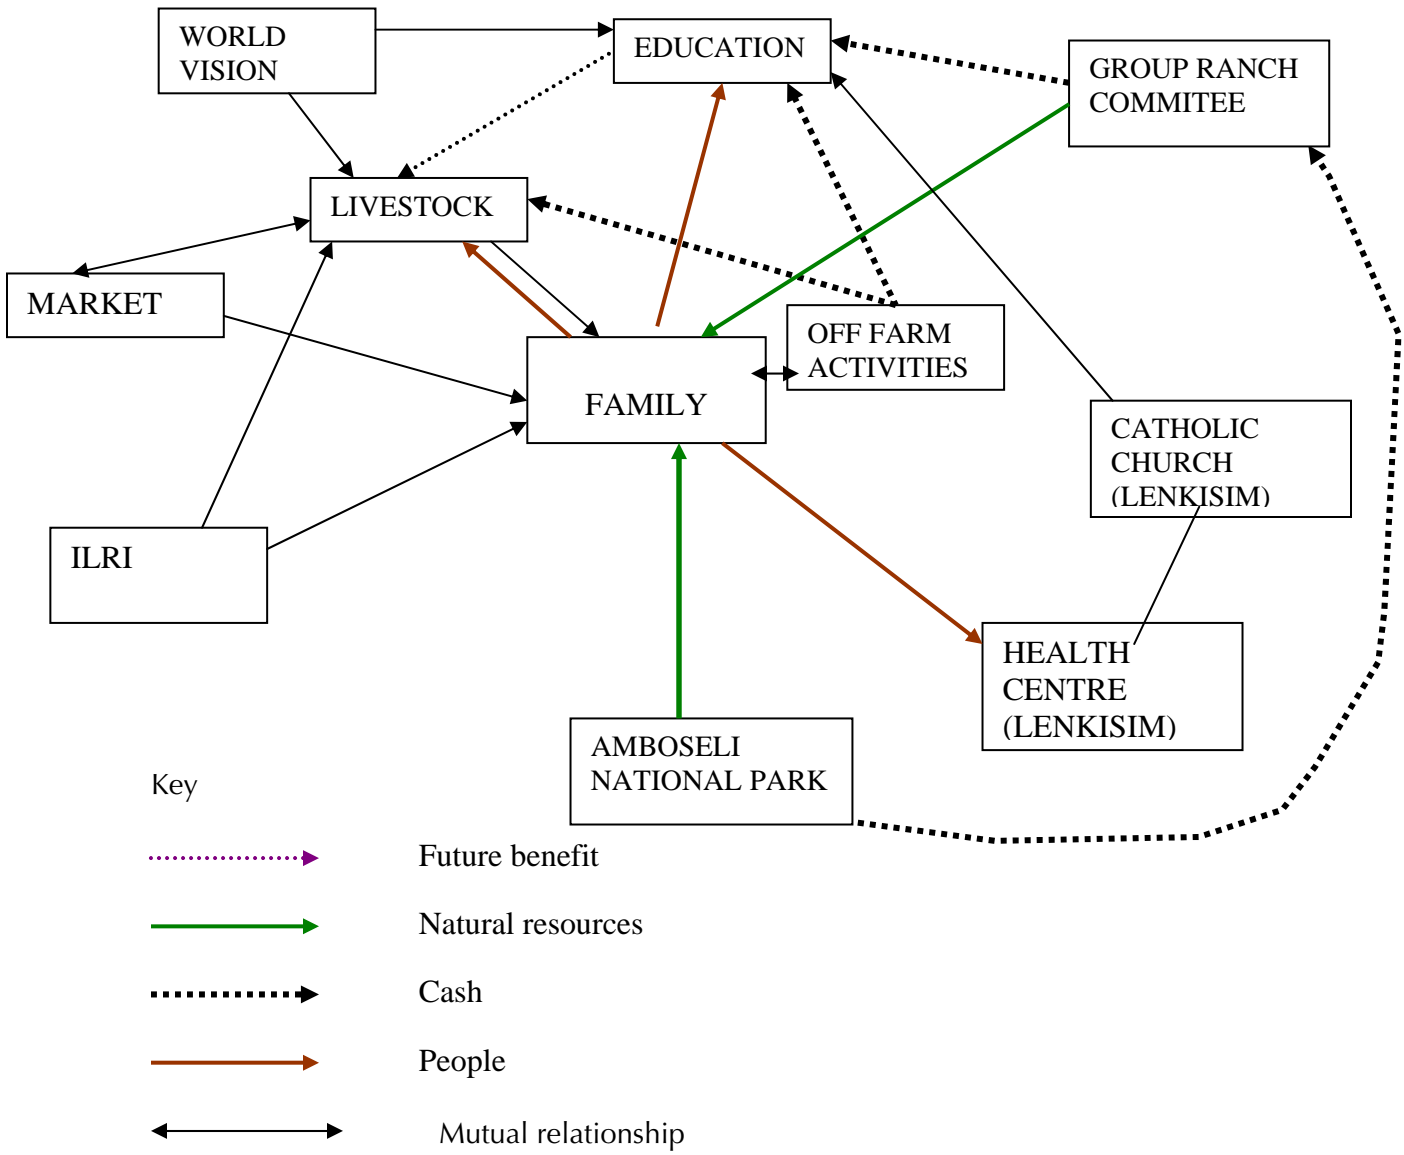 WORLD
VISION
EDUCATION
GROUP RANCH
COMMITEE
LIVESTOCK
MARKET
OFF FARM
ACTIVITIES
FAMILY
CATHOLIC
CHURCH
(LENKISIM)
ILRI
HEALTH
CENTRE
(LENKISIM)
AMBOSELI
NATIONAL PARK
Key
Future benefit
Natural resources
Cash
People
Mutual relationship